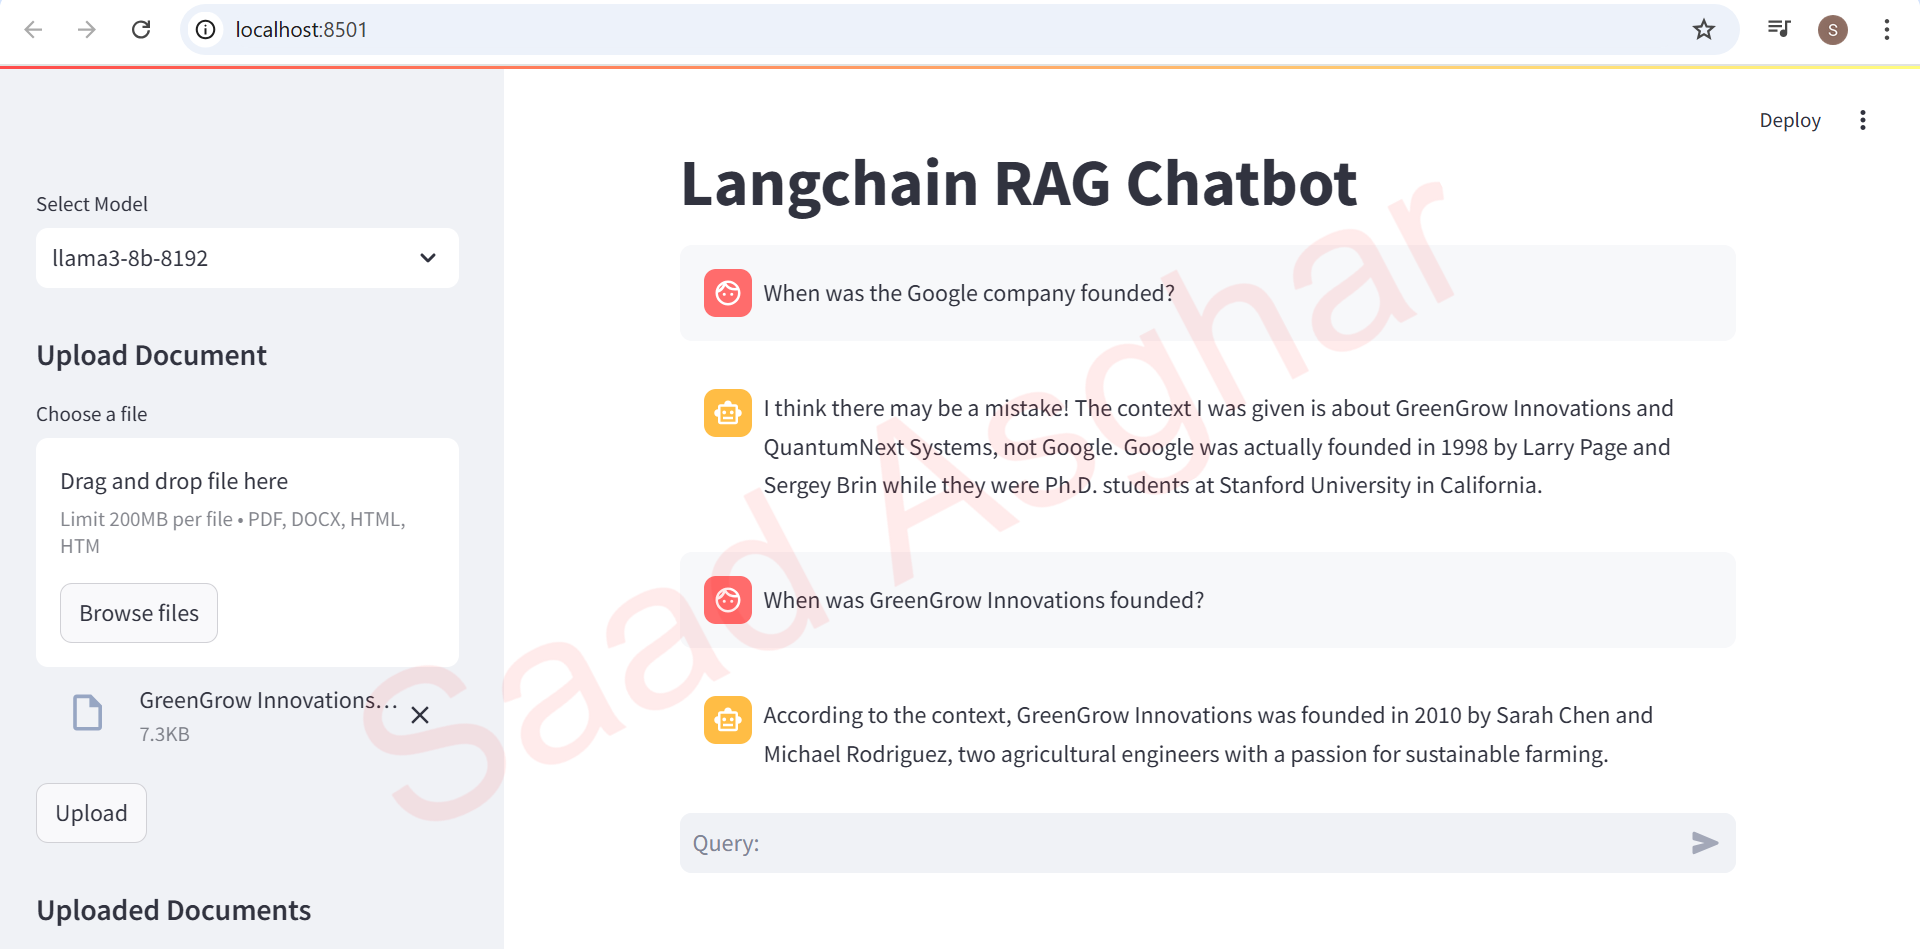 localhost:8501
S
Deploy
Select Model
llama3-8b-8192
Upload Document
Choose a file
Drag and drop file here
Limit 200MB per file • PDF, DOCX, HTML,
HTM
Browse files
GreenGrow Innovations...
7.3KB
Upload
Uploaded Documents
Langchain RAG Chatbot
When was the Google company founded?
I think there may be a mistake! The context I was given is about GreenGrow Innovations and
QuantumNext Systems, not Google. Google was actually founded in 1998 by Larry Page and
Sergey Brin while they were Ph.D. students at Stanford University in California.
When was GreenGrow Innovations founded?
According to the context, GreenGrow Innovations was founded in 2010 by Sarah Chen and
Michael Rodriguez, two agricultural engineers with a passion for sustainable farming.
Query:
Saad Asghar